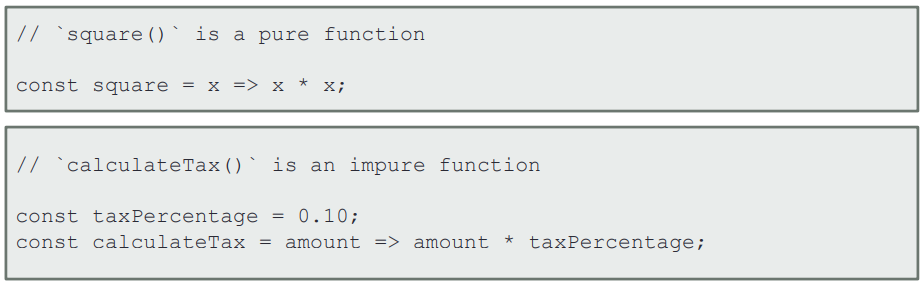 // `square()` is a pure function
const square = x => x * x;
// `calculateTax()` is an impure function
const taxPercentage = 0.10;
const calculateTax = amount => amount * taxPercentage;